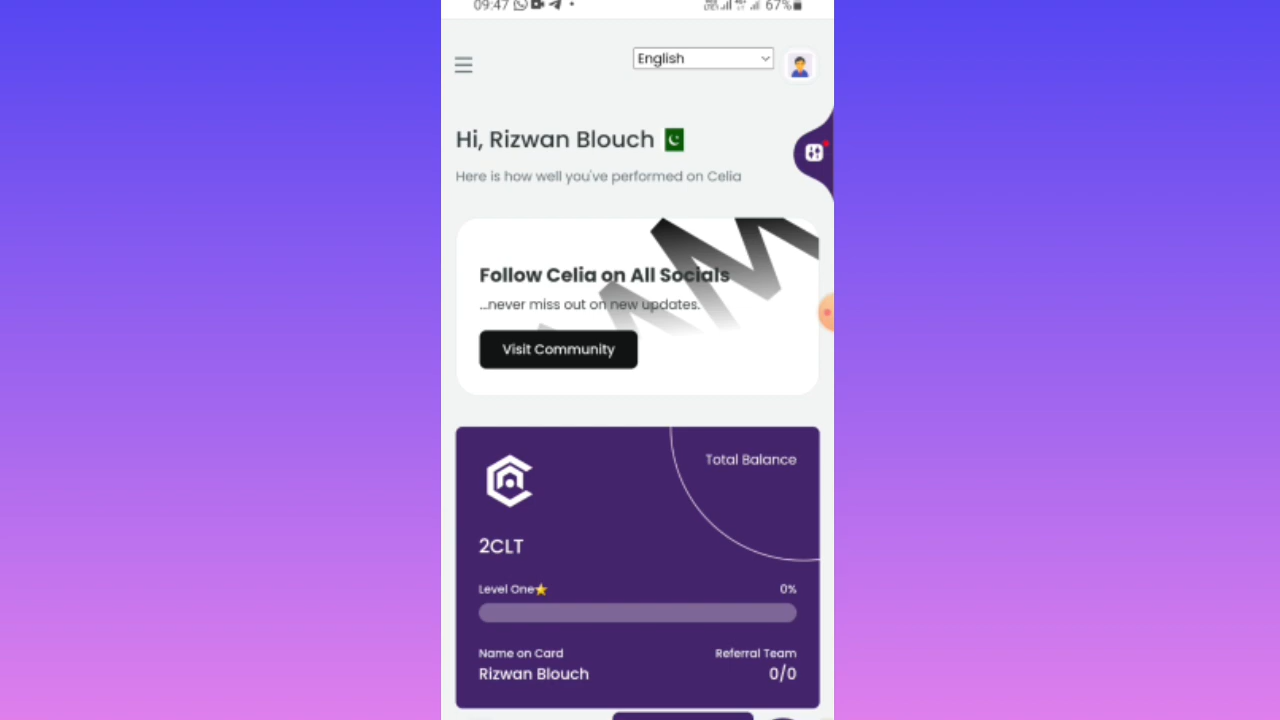 09:47
67%
English
Hi, Rizwan Blouch
Here is how well you've performed on Celia
Follow Celia on All Socials
...never miss out on new updates.
Visit Community
Total Balance
2CLT
Level One
0%
Name on Card
Referral Team
Rizwan Blouch
0/0